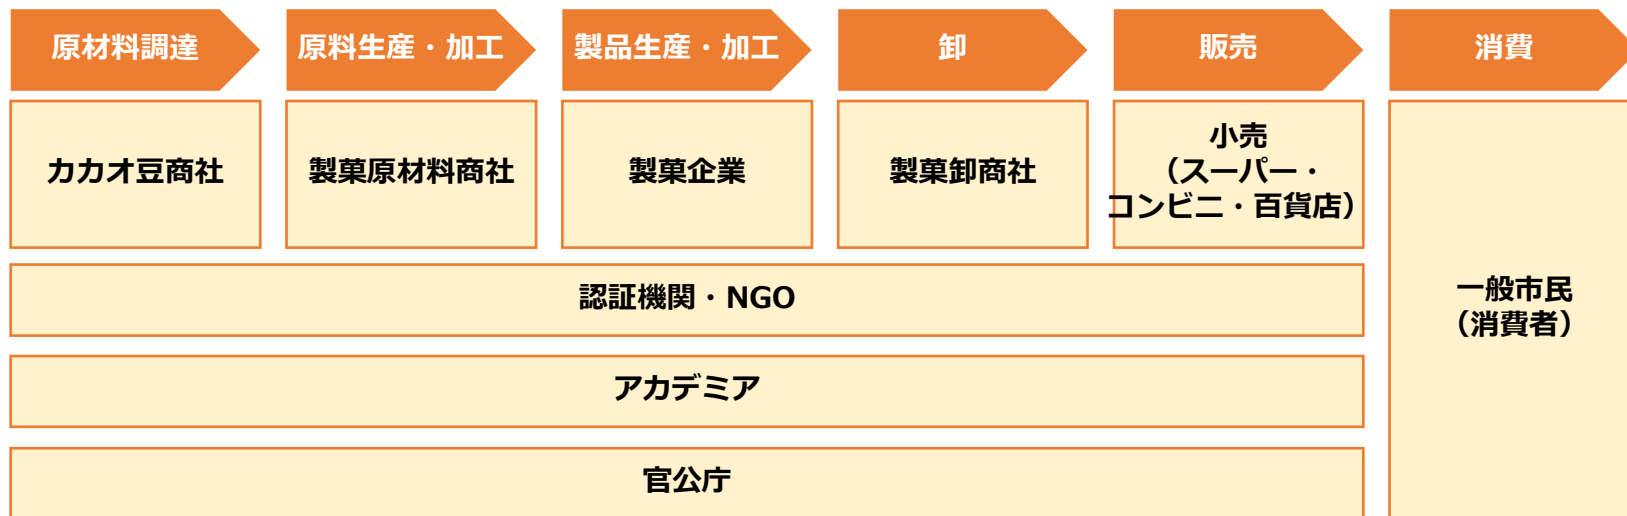 原材料調達
原料生産・加工
製品生産・加工
卸
販売
消費
カカオ豆商社
製菓原材料商社
製菓企業
製菓卸商社
小売
（スーパー・
コンビニ・百貨店）
認証機関・NGO
アカデミア
官公庁
一般市民
（消費者）